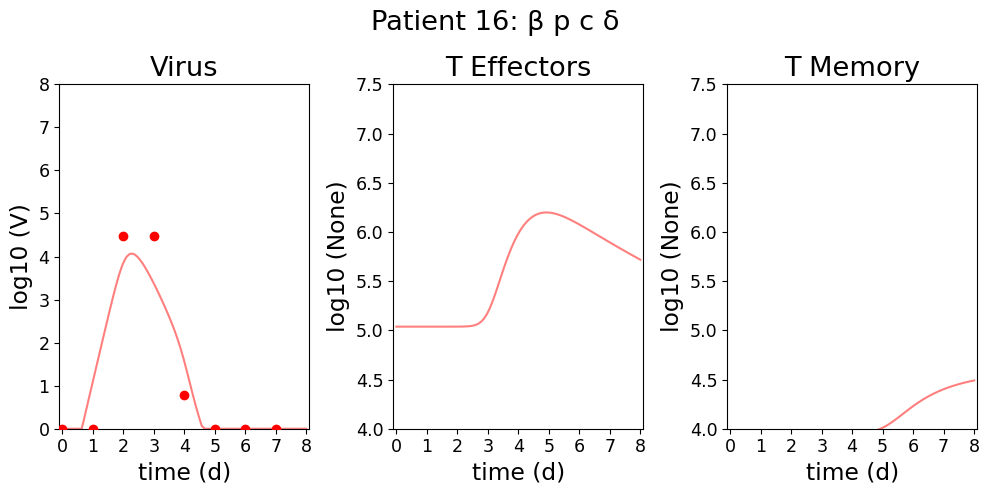 Patient 16: β p c δ
Virus
T Effectors
T Memory
log10 (V)
8
7
6
5
4
3
2
1
0
0 1 2 3 4 5 6 7 8
time (d)
log10 (None)
7.5
7.0
6.5
6.0
5.5
5.0
4.5
4.0
0 1 2 3 4 5 6 7 8
time (d)
log10 (None)
7.5
7.0
6.5
6.0
5.5
5.0
4.5
4.0
0 1 2 3 4 5 6 7 8
time (d)